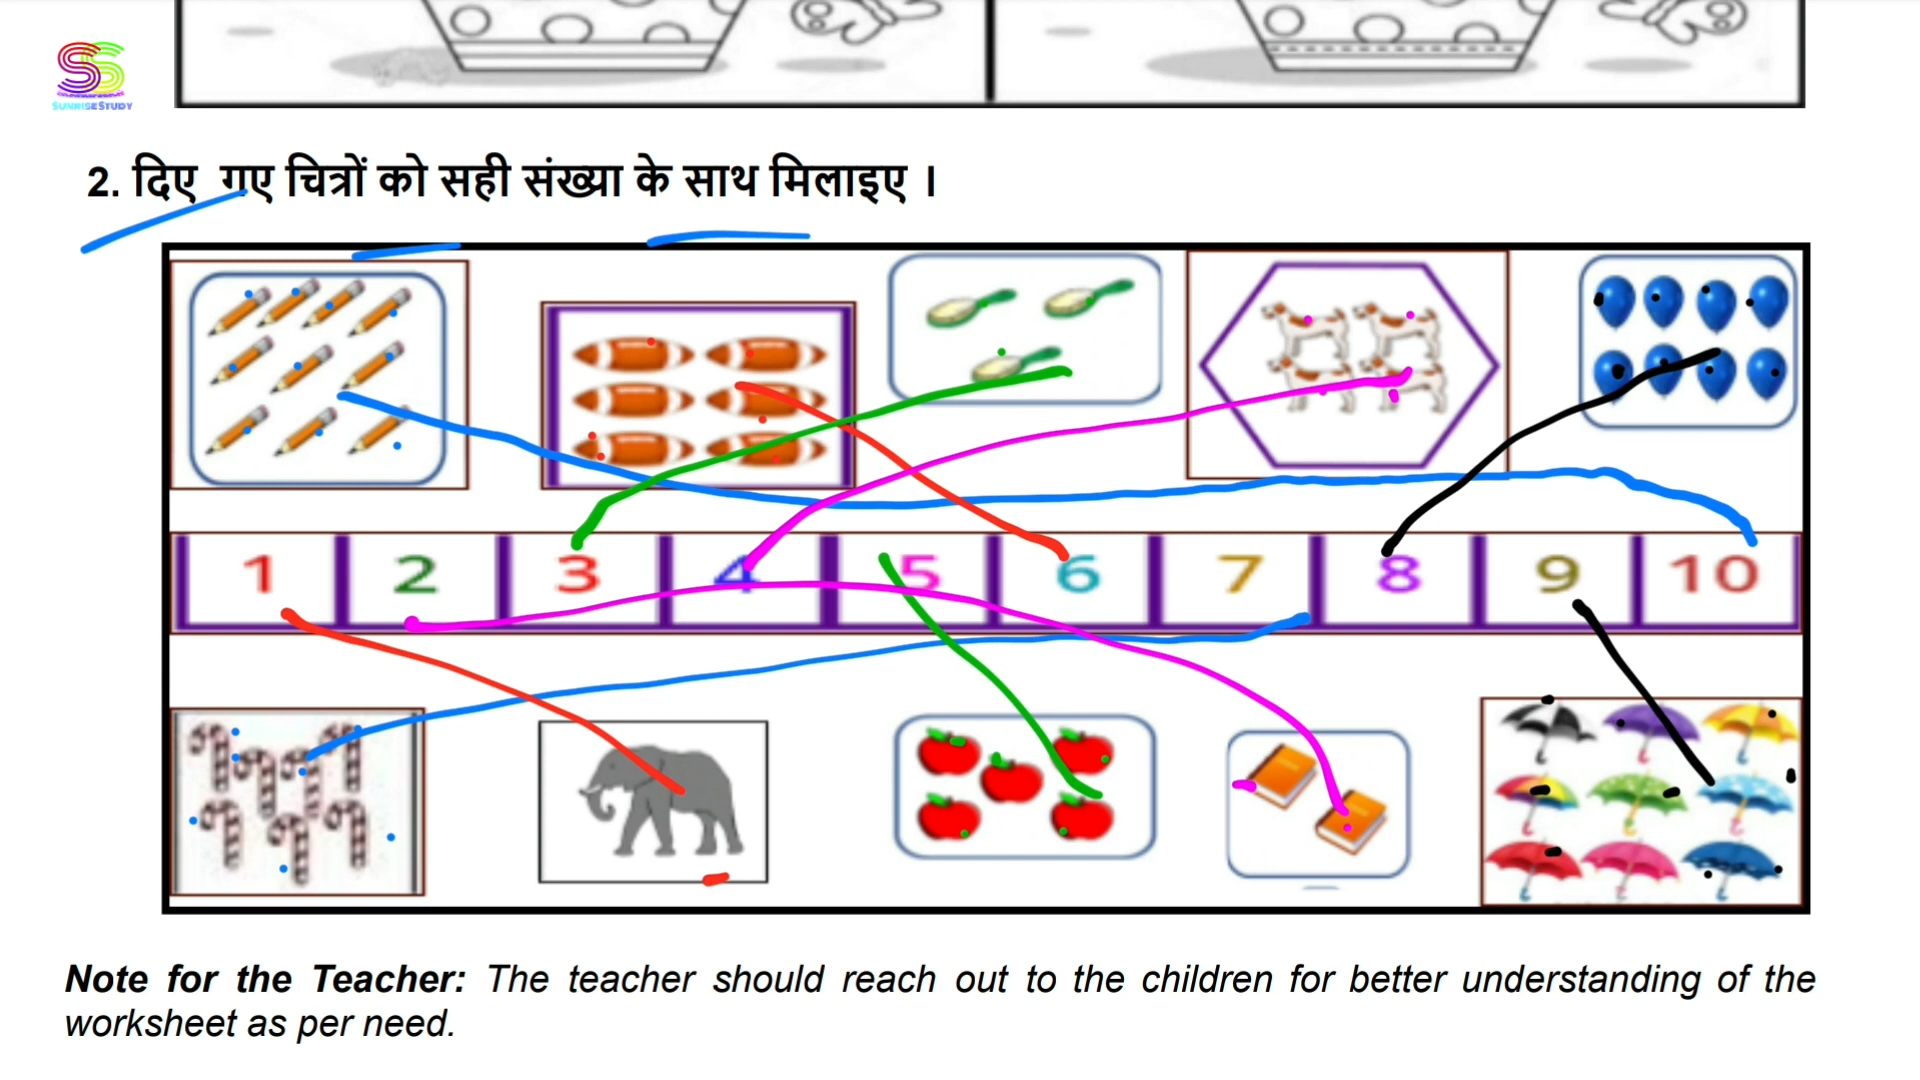 SS
SUNRISE STUDY
2. दिए गए चित्रों को सही संख्या के साथ मिलाइए ।
1 2 3 4 5 6 7 8 9 10
Note for the Teacher: The teacher should reach out to the children for better understanding of the
worksheet as per need.